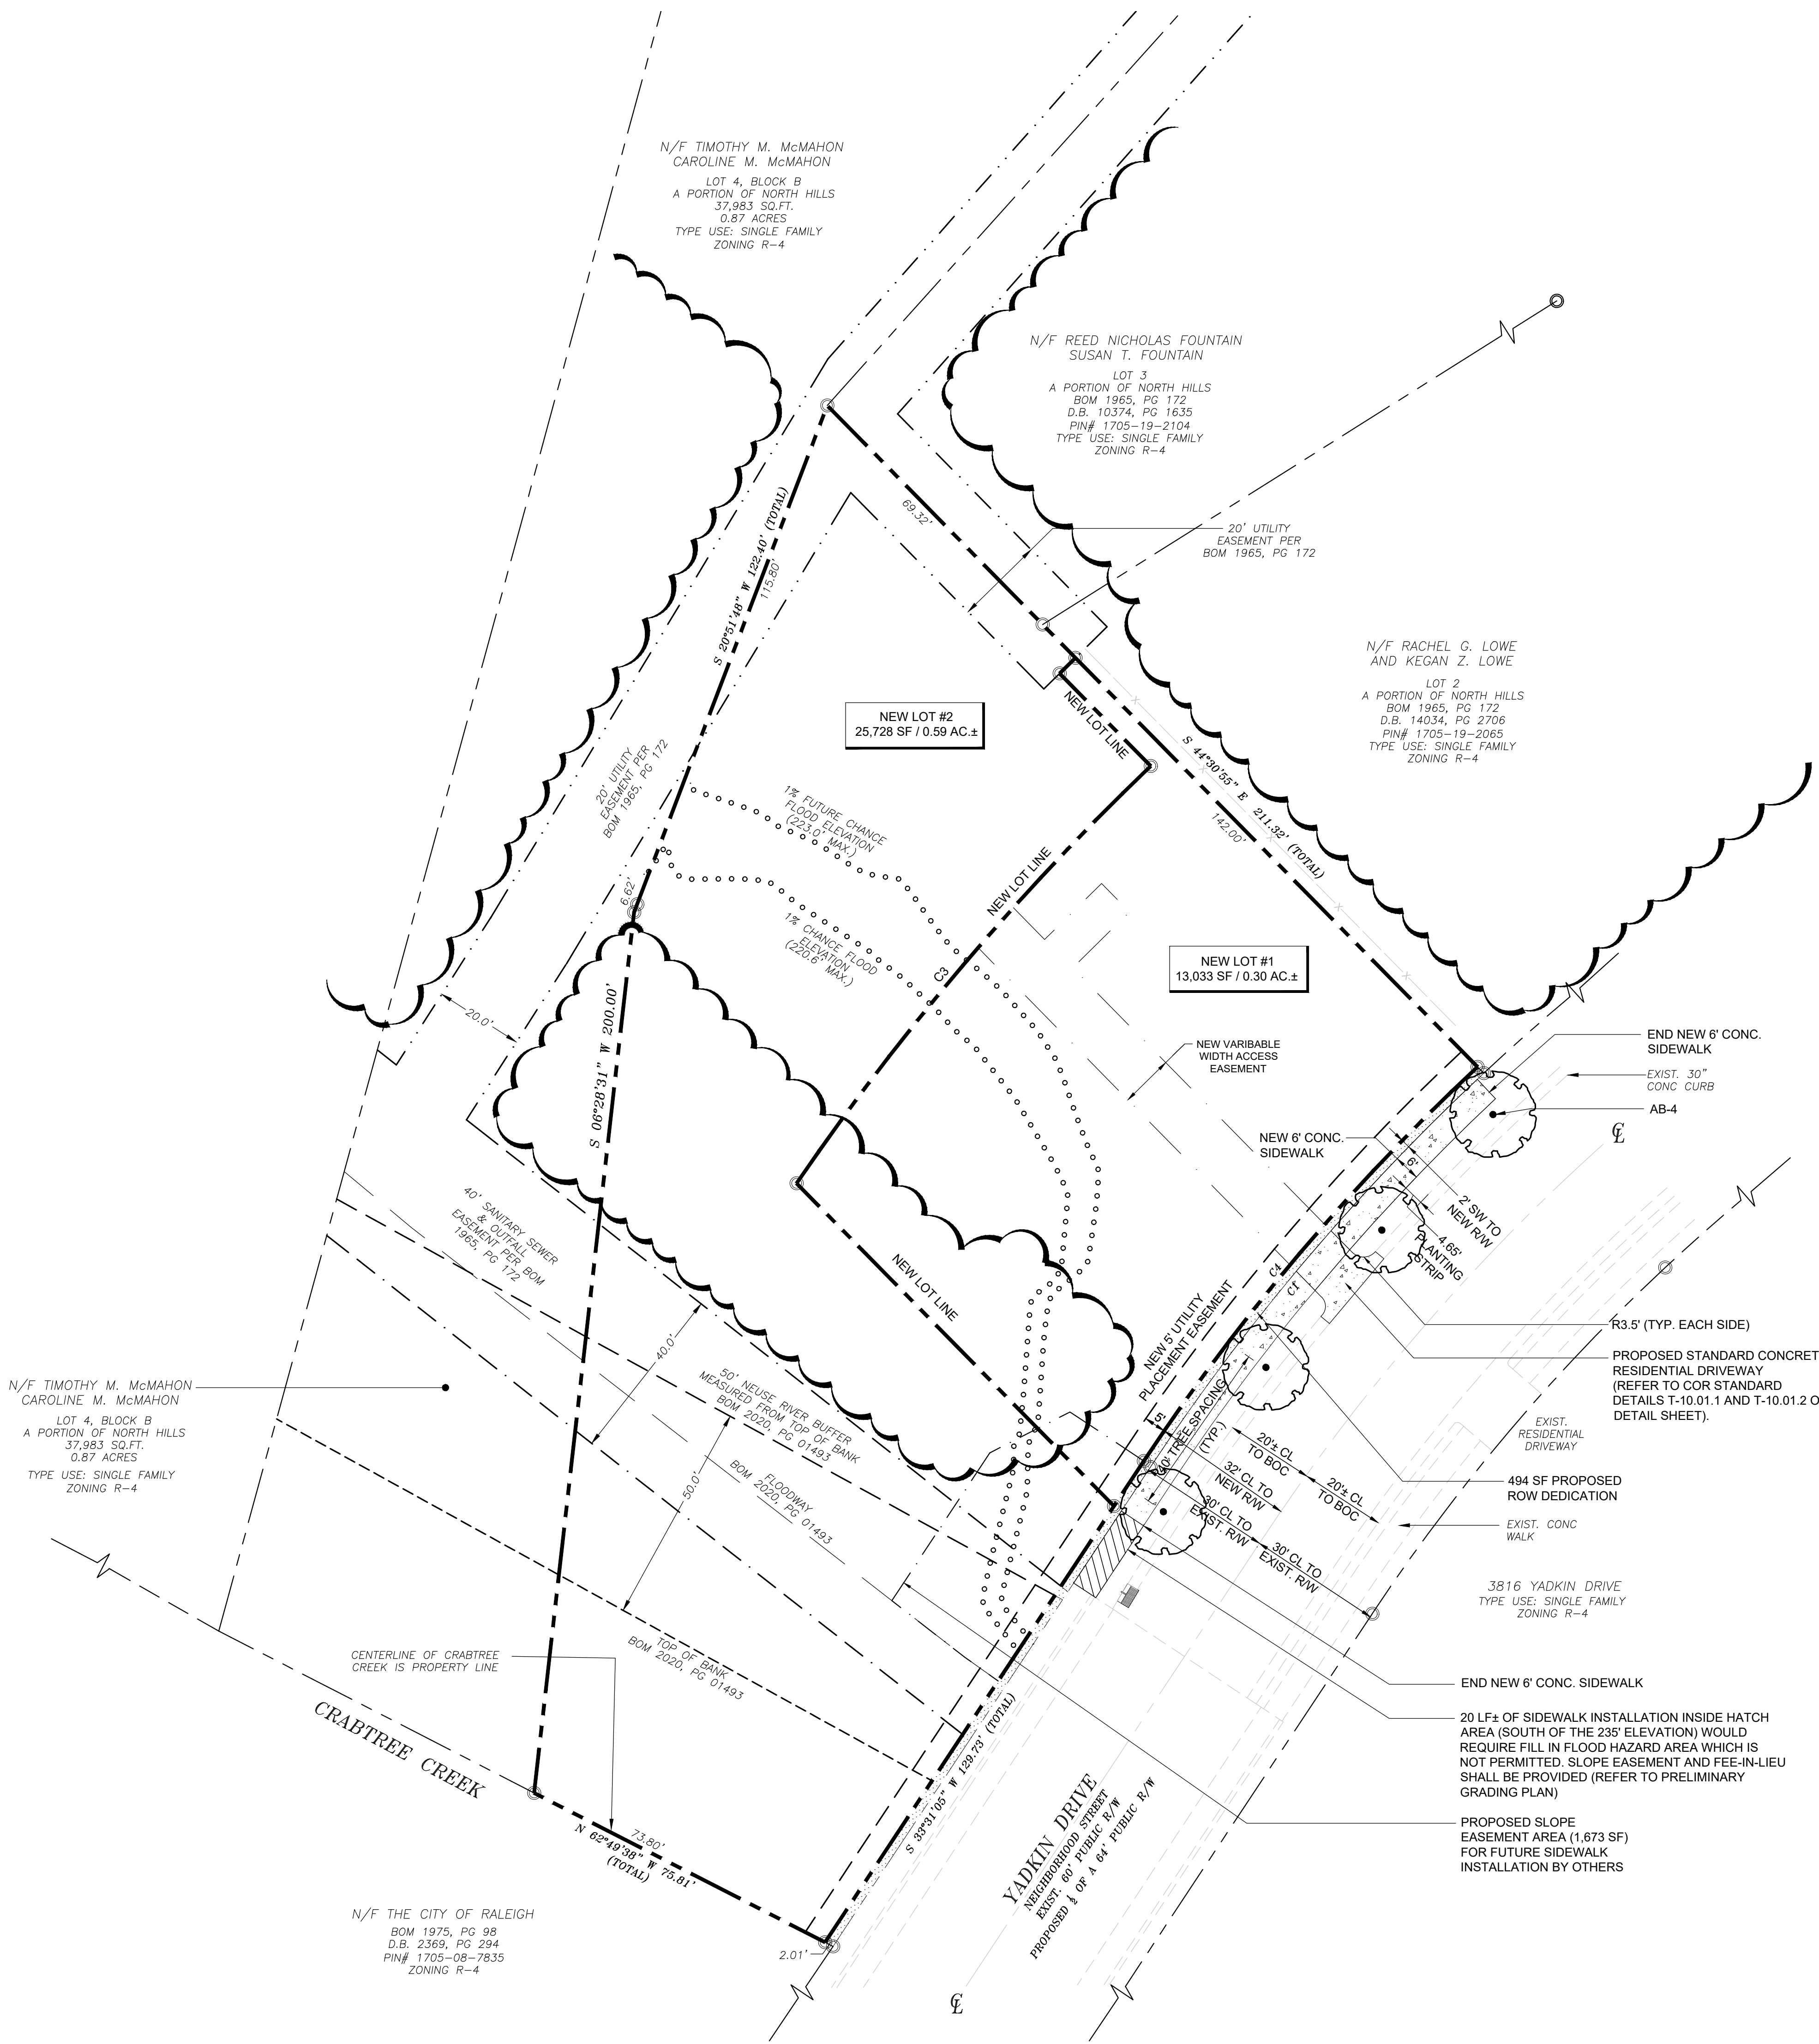 N/F TIMOTHY M. McMAHON
CAROLINE M. McMAHON
LOT 4, BLOCK B
A PORTION OF NORTH HILLS
37,983 SQ.FT.
0.87 ACRES
TYPE USE: SINGLE FAMILY
ZONING R-4
N/F REED NICHOLAS FOUNTAIN
SUSAN T. FOUNTAIN
LOT 3
A PORTION OF NORTH HILLS
BOM 1965, PG 172
D.B. 10374, PG 1635
PIN# 1705-19-2104
TYPE USE: SINGLE FAMILY
ZONING R-4
69.32'
20' UTILITY
EASEMENT PER
BOM 1965, PG 172
S 20°51'48" W 122.40' (TOTAL)
115.80'
N/F RACHEL G. LOWE
AND KEGAN Z. LOWE
LOT 2
A PORTION OF NORTH HILLS
BOM 1965, PG 172
D.B. 14034, PG 2706
PIN# 1705-19-2065
TYPE USE: SINGLE FAMILY
ZONING R-4
NEW LOT #2
25,728 SF / 0.59 AC.±
NEW LOT LINE
S 44°30'55" E 211.32' (TOTAL)
142.00'
20' UTILITY
EASEMENT PER
BOM 1965, PG 172
1% FUTURE CHANCE
FLOOD ELEVATION
(223.0' MAX.)
6.62'
NEW LOT LINE
1% CHANCE FLOOD
ELEVATION
(220.6' MAX.)
C3
NEW LOT #1
13,033 SF / 0.30 AC.±
20.0'
S 06°28'31" W 200.00'
NEW VARIBABLE
WIDTH ACCESS
EASEMENT
END NEW 6' CONC.
SIDEWALK
EXIST. 30"
CONC CURB
AB-4
℄
NEW 6' CONC.
SIDEWALK
6'
2' SW TO
NEW R/W
4.65'
PLANTING
STRIP
40' SANITARY SEWER
& OUTFALL
EASEMENT PER BOM
1965, PG 172
NEW LOT LINE
C4
C1
NEW 5' UTILITY
PLACEMENT EASEMENT
R3.5' (TYP. EACH SIDE)
PROPOSED STANDARD CONCRET
RESIDENTIAL DRIVEWAY
(REFER TO COR STANDARD
DETAILS T-10.01.1 AND T-10.01.2 O
DETAIL SHEET).
N/F TIMOTHY M. McMAHON
CAROLINE M. McMAHON
LOT 4, BLOCK B
A PORTION OF NORTH HILLS
37,983 SQ.FT.
0.87 ACRES
TYPE USE: SINGLE FAMILY
ZONING R-4
40.0'
50' NEUSE RIVER BUFFER
MEASURED FROM TOP OF BANK
BOM 2020, PG 01493
5'
40' TREE SPACING
(TYP.)
20'± CL
TO BOC
32' CL TO
NEW R/W
20'± CL
TO BOC
30' CL TO
EXIST. R/W
30' CL TO
EXIST. R/W
EXIST.
RESIDENTIAL
DRIVEWAY
494 SF PROPOSED
ROW DEDICATION
EXIST. CONC
WALK
FLOODWAY
BOM 2020, PG 01493
50.0'
3816 YADKIN DRIVE
TYPE USE: SINGLE FAMILY
ZONING R-4
TOP OF BANK
BOM 2020, PG 01493
CENTERLINE OF CRABTREE
CREEK IS PROPERTY LINE
END NEW 6' CONC. SIDEWALK
20 LF± OF SIDEWALK INSTALLATION INSIDE HATCH
AREA (SOUTH OF THE 235' ELEVATION) WOULD
REQUIRE FILL IN FLOOD HAZARD AREA WHICH IS
NOT PERMITTED. SLOPE EASEMENT AND FEE-IN-LIEU
SHALL BE PROVIDED (REFER TO PRELIMINARY
GRADING PLAN)
CRABTREE CREEK
S 33°31'05" W 129.73' (TOTAL)
YADKIN DRIVE
NEIGHBORHOOD STREET
EXIST. 60' PUBLIC R/W
PROPOSED ½ OF A 64' PUBLIC R/W
PROPOSED SLOPE
EASEMENT AREA (1,673 SF)
FOR FUTURE SIDEWALK
INSTALLATION BY OTHERS
73.80'
N 62°49'38" W 75.81'
(TOTAL)
N/F THE CITY OF RALEIGH
BOM 1975, PG 98
D.B. 2369, PG 294
PIN# 1705-08-7835
ZONING R-4
2.01'
℄